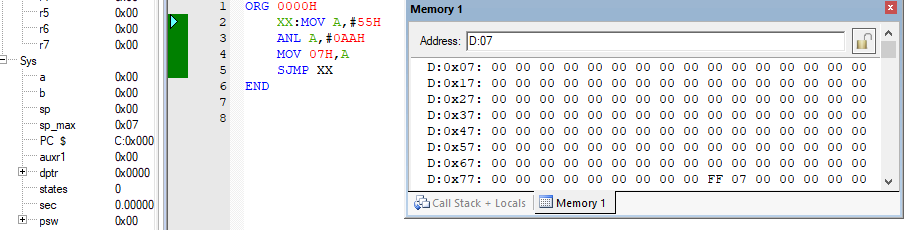 r5 0x00
r6 0x00
r7 0x00
Sys
a 0x00
b 0x00
sp 0x00
sp_max 0x07
PC $ C:0x000
auxr1 0x00
dptr 0x0000
states 0
sec 0.00000
psw 0x00
1 ORG 0000H
2 XX:MOV A,#55H
3 ANL A,#0AAH
4 MOV 07H,A
5 SJMP XX
6 END
7
8
Memory 1
Address: D:07
D:0x07: 00 00 00 00 00 00 00 00 00 00 00 00 00 00 00 00
D:0x17: 00 00 00 00 00 00 00 00 00 00 00 00 00 00 00 00
D:0x27: 00 00 00 00 00 00 00 00 00 00 00 00 00 00 00 00
D:0x37: 00 00 00 00 00 00 00 00 00 00 00 00 00 00 00 00
D:0x47: 00 00 00 00 00 00 00 00 00 00 00 00 00 00 00 00
D:0x57: 00 00 00 00 00 00 00 00 00 00 00 00 00 00 00 00
D:0x67: 00 00 00 00 00 00 00 00 00 00 00 00 00 00 00 00
D:0x77: 00 00 00 00 00 00 00 00 00 FF 07 00 00 00 00 00
Call Stack + Locals Memory 1